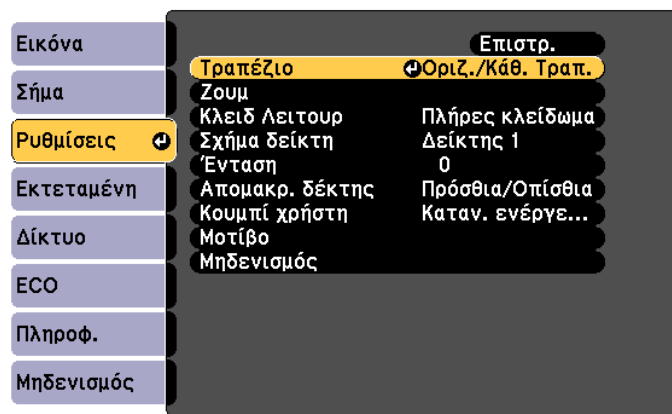 Εικόνα
Σήμα
Ρυθμίσεις
Εκτεταμένη
Δίκτυο
ECO
Πληροφ.
Μηδενισμός
Επιστρ.
Τραπέζιο Οριζ./Κάθ. Τραπ.
Ζουμ
Κλειδ Λειτουρ Πλήρες κλείδωμα
Σχήμα δείκτη Δείκτης 1
Ένταση 0
Απομακρ. δέκτης Πρόσθια/Οπίσθια
Κουμπί χρήστη Καταν. ενέργε...
Μοτίβο
Μηδενισμός